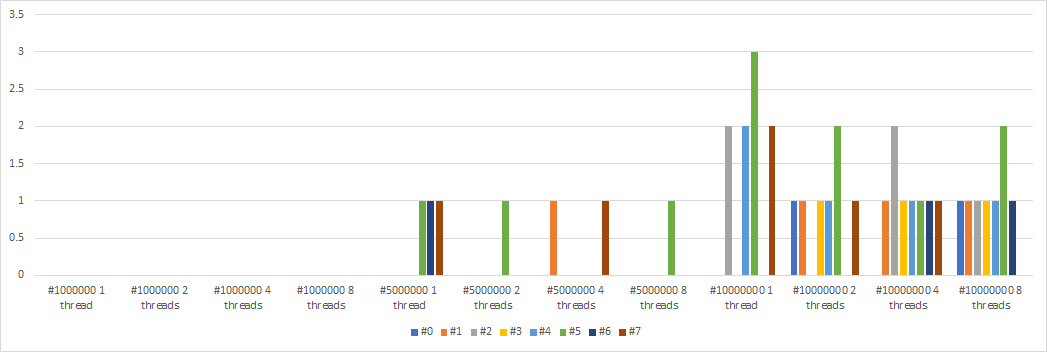 3.5
3
2.5
2
1.5
1
0.5
0
#1000000 1 thread
#1000000 2 threads
#1000000 4 threads
#1000000 8 threads
#5000000 1 thread
#5000000 2 threads
#5000000 4 threads
#5000000 8 threads
#10000000 1 thread
#10000000 2 threads
#10000000 4 threads
#10000000 8 threads
#0 #1 #2 #3 #4 #5 #6 #7